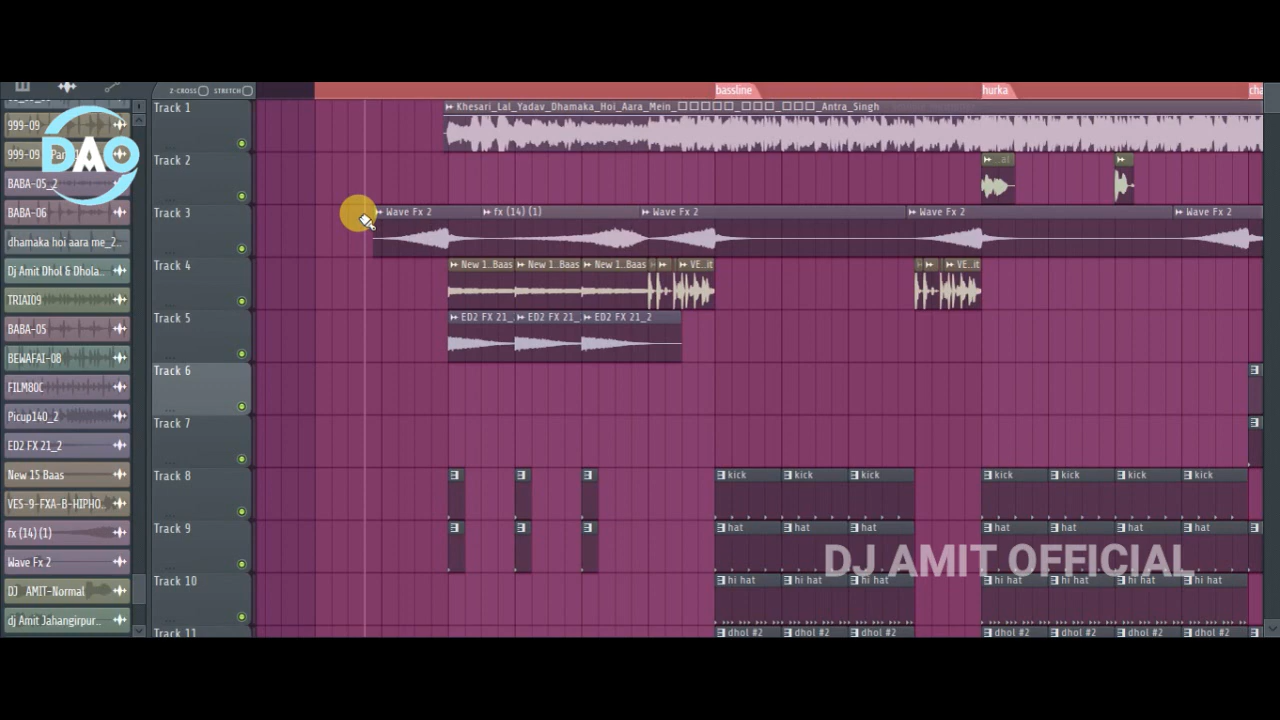 Z-CROSS STRETCH
bassline
hurka
999-09
BABA-05_2
BABA-06
dhamaka hoi aara me_2..
Dj Amit Dhol & Dhola..
TRIAI09
BABA-05
BEWAFAI-08
FILM80C
Picup140_2
ED2 FX 21_2
New 15 Baas
VES-9-FXA-B-HIPHO..
fx (14) (1)
Wave Fx 2
DJ_ AMIT-Normal
dj Amit Jahangirpur..
DAO
Track 1
Khesari_Lal_Yadav_Dhamaka_Hoi_Aara_Mein_□□□□□□_□□□_□□□_Antra_Singh
Track 2
Track 3
Wave Fx 2 fx (14) (1) Wave Fx 2 Wave Fx 2 Wave Fx 2
Track 4
New 1..Baas New 1..Baas New 1..Baas VE..it VE..it
Track 5
ED2 FX 21_.. ED2 FX 21_.. ED2 FX 21_2
Track 6
Track 7
Track 8
kick kick kick kick kick kick kick
Track 9
hat hat hat hat hat hat hat
DJ AMIT OFFICIAL
Track 10
hi hat hi hat hi hat hi hat hi hat hi hat hi hat
Track 11
dhol #2 dhol #2 dhol #2 dhol #2 dhol #2 dhol #2 dhol #2